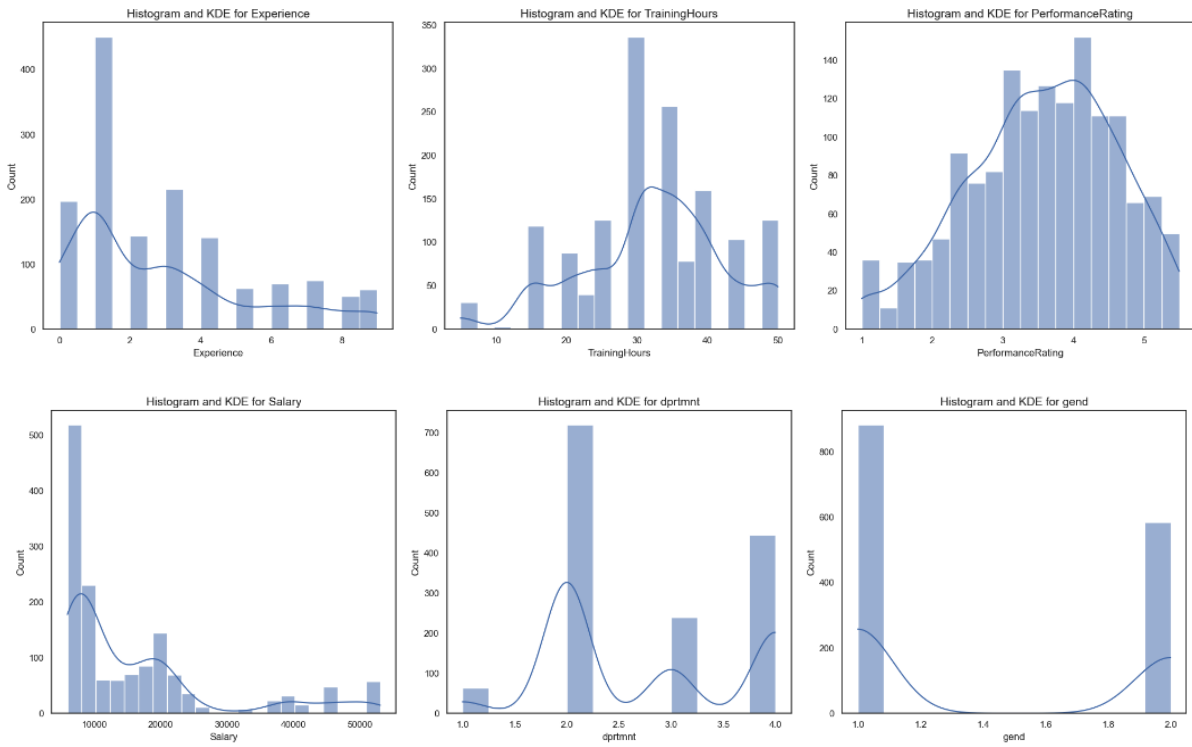 Histogram and KDE for Experience
Count
400
300
200
100
0
0 2 4 6 8
Experience
Histogram and KDE for TrainingHours
Count
350
300
250
200
150
100
50
0
10 20 30 40 50
TrainingHours
Histogram and KDE for PerformanceRating
Count
140
120
100
80
60
40
20
0
1 2 3 4 5
PerformanceRating
Histogram and KDE for Salary
Count
500
400
300
200
100
0
10000 20000 30000 40000 50000
Salary
Histogram and KDE for dprtmnt
Count
700
600
500
400
300
200
100
0
1.0 1.5 2.0 2.5 3.0 3.5 4.0
dprtmnt
Histogram and KDE for gend
Count
800
600
400
200
0
1.0 1.2 1.4 1.6 1.8 2.0
gend